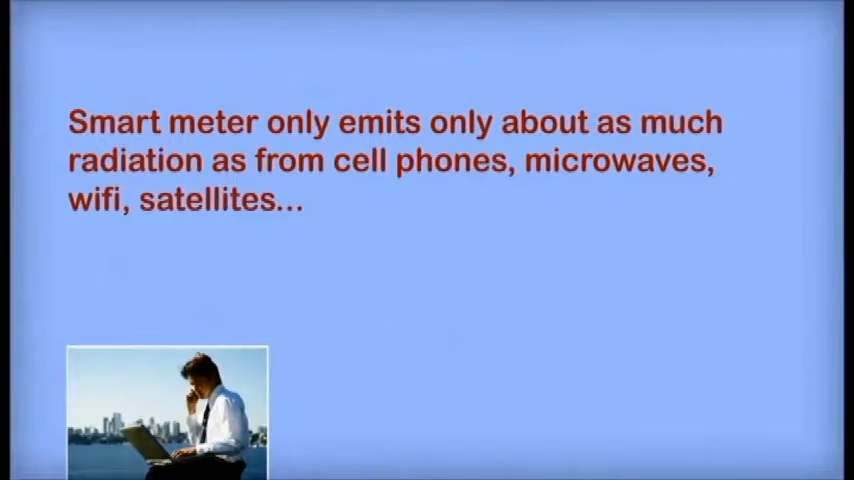 Smart meter only emits only about as much
radiation as from cell phones, microwaves,
wifi, satellites...